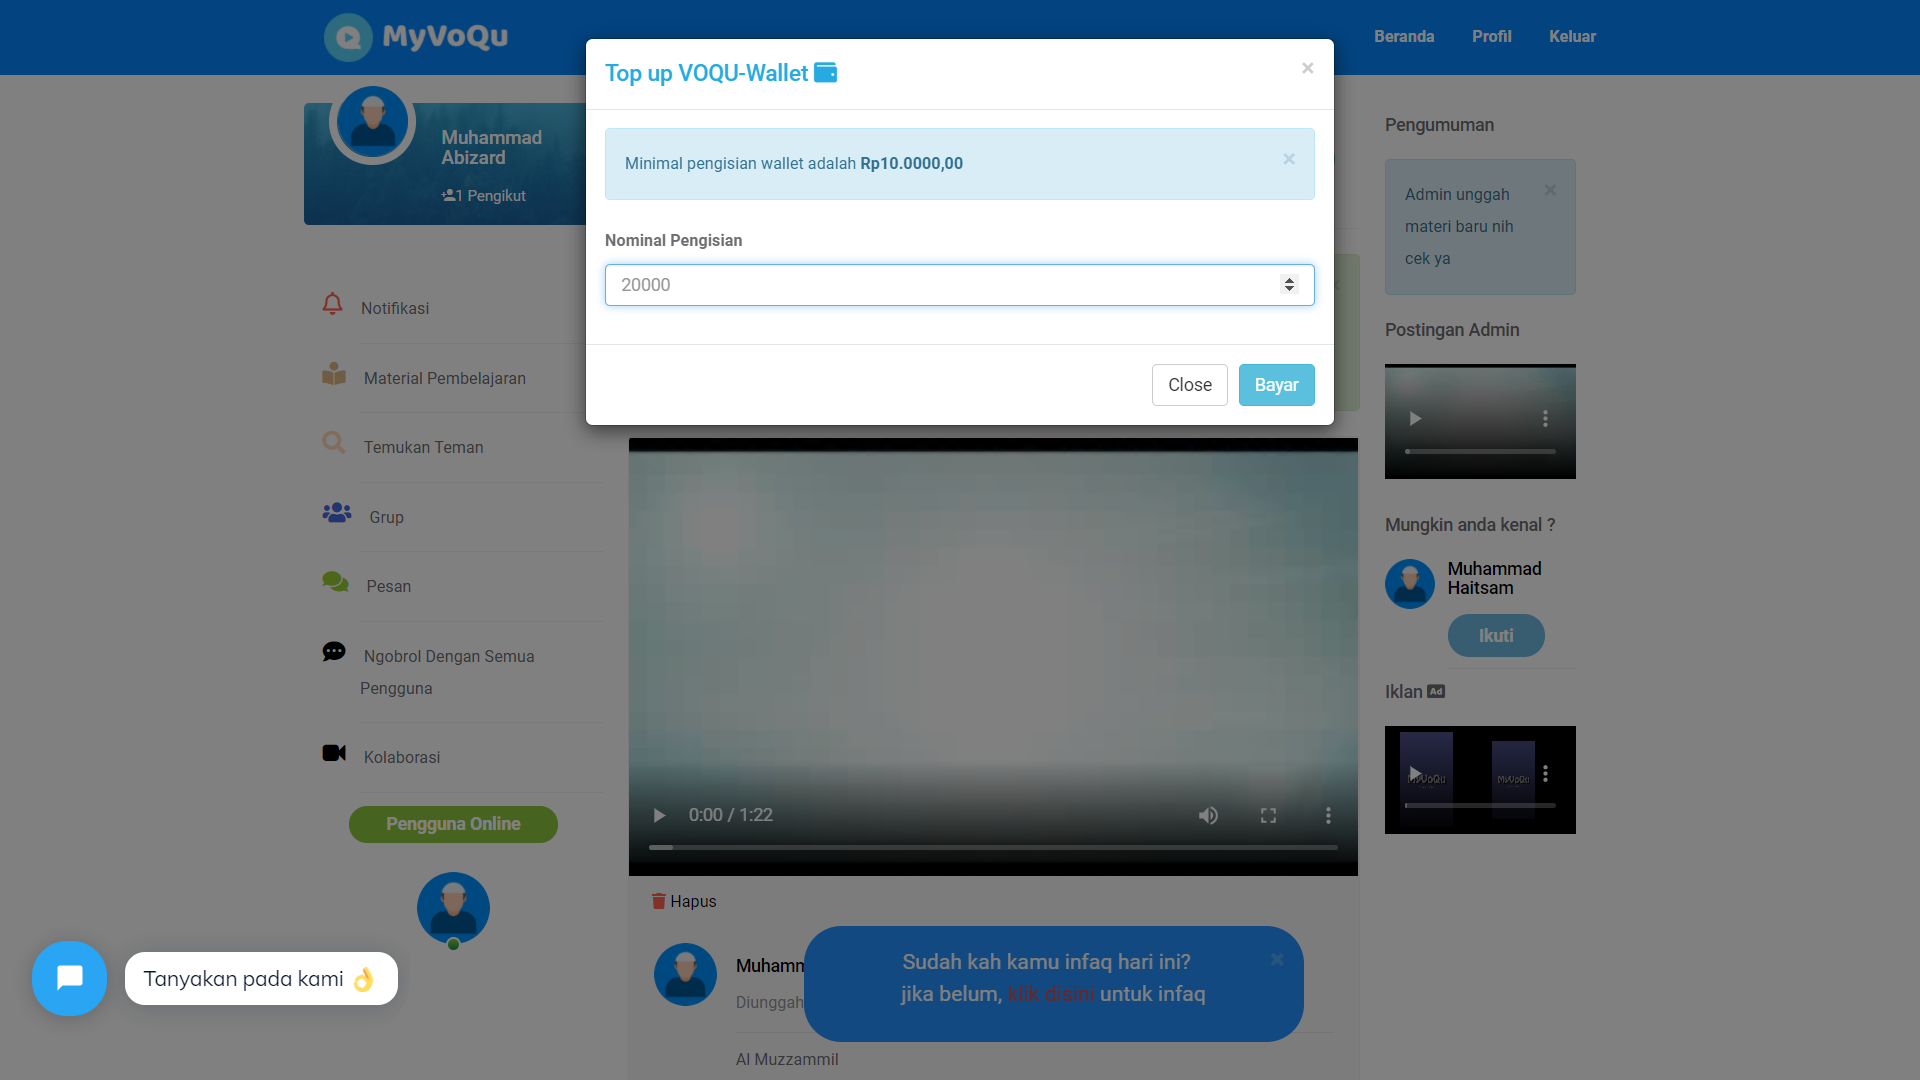 MyVoQu
Beranda
Profil
Keluar
Top up VOQU-Wallet
×
Minimal pengisian wallet adalah Rp10.0000,00
×
Nominal Pengisian
20000
Close
Bayar
Muhammad
Abizard
1 Pengikut
Notifikasi
Material Pembelajaran
Temukan Teman
Grup
Pesan
Ngobrol Dengan Semua
Pengguna
Kolaborasi
Pengguna Online
Tanyakan pada kami 👌
0:00 / 1:22
Hapus
Muhamm
Diunggah
Al Muzzammil
Sudah kah kamu infaq hari ini?
jika belum, klik disini untuk infaq
×
Pengumuman
Admin unggah
materi baru nih
cek ya
×
Postingan Admin
Mungkin anda kenal ?
Muhammad
Haitsam
Ikuti
Iklan Ad
MyVoQu
MyVoQu